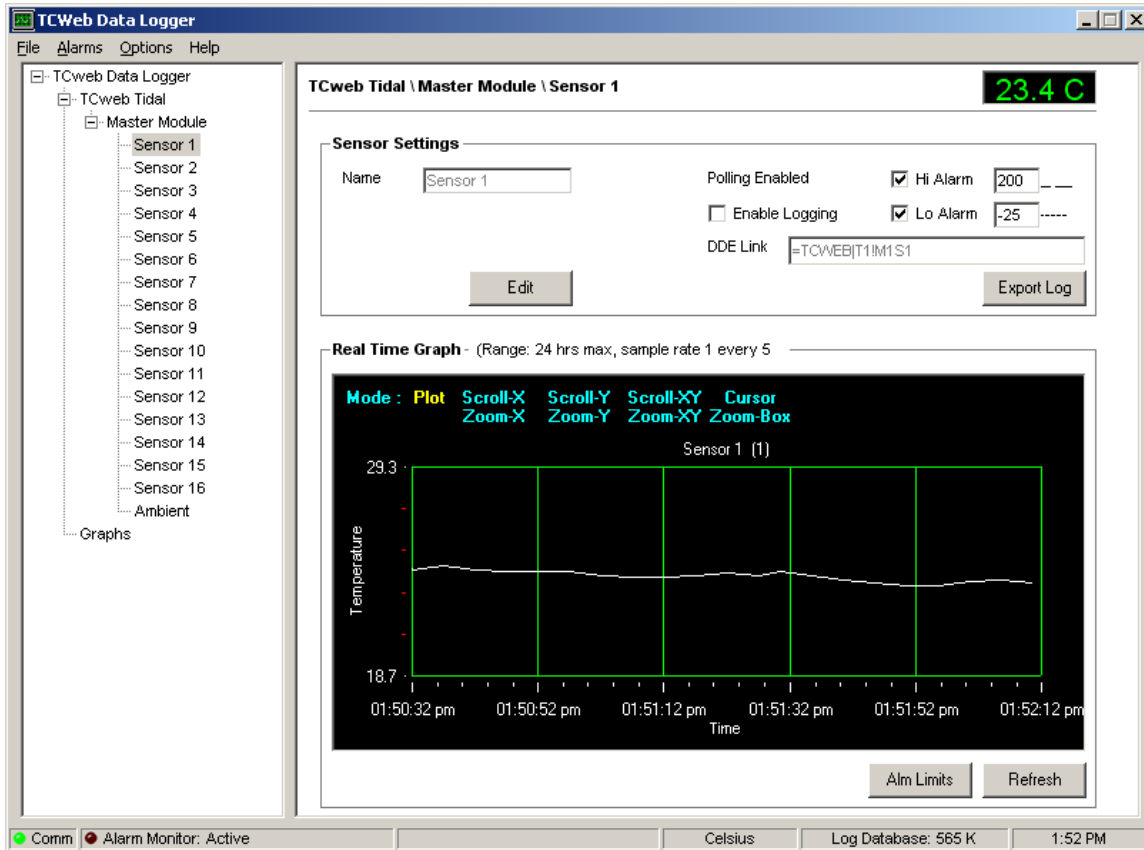 TCWeb Data Logger
File Alarms Options Help
TCweb Data Logger
TCweb Tidal
Master Module
Sensor 1
Sensor 2
Sensor 3
Sensor 4
Sensor 5
Sensor 6
Sensor 7
Sensor 8
Sensor 9
Sensor 10
Sensor 11
Sensor 12
Sensor 13
Sensor 14
Sensor 15
Sensor 16
Ambient
Graphs
TCweb Tidal \ Master Module \ Sensor 1
23.4 C
Sensor Settings
Name Sensor 1
Polling Enabled Hi Alarm 200 _ __
Enable Logging Lo Alarm -25 -----
DDE Link =TCWEB|T1!M1S1
Edit Export Log
Real Time Graph - (Range: 24 hrs max, sample rate 1 every 5
Mode : Plot Scroll-X Scroll-Y Scroll-XY Cursor
Zoom-X Zoom-Y Zoom-XY Zoom-Box
Sensor 1 (1)
29.3
Temperature
18.7
01:50:32 pm 01:50:52 pm 01:51:12 pm 01:51:32 pm 01:51:52 pm 01:52:12 pm
Time
Alm Limits Refresh
Comm Alarm Monitor: Active Celsius Log Database: 565 K 1:52 PM